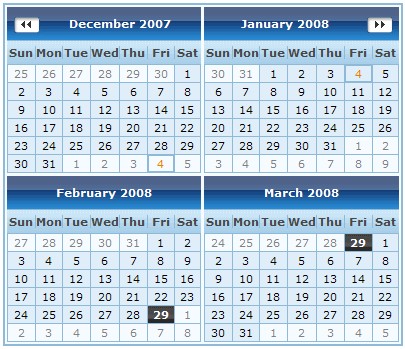 December 2007
Sun Mon Tue Wed Thu Fri Sat
25 26 27 28 29 30 1
2 3 4 5 6 7 8
9 10 11 12 13 14 15
16 17 18 19 20 21 22
23 24 25 26 27 28 29
30 31 1 2 3 4 5
January 2008
Sun Mon Tue Wed Thu Fri Sat
30 31 1 2 3 4 5
6 7 8 9 10 11 12
13 14 15 16 17 18 19
20 21 22 23 24 25 26
27 28 29 30 31 1 2
3 4 5 6 7 8 9
February 2008
Sun Mon Tue Wed Thu Fri Sat
27 28 29 30 31 1 2
3 4 5 6 7 8 9
10 11 12 13 14 15 16
17 18 19 20 21 22 23
24 25 26 27 28 29 1
2 3 4 5 6 7 8
March 2008
Sun Mon Tue Wed Thu Fri Sat
24 25 26 27 28 29 1
2 3 4 5 6 7 8
9 10 11 12 13 14 15
16 17 18 19 20 21 22
23 24 25 26 27 28 29
30 31 1 2 3 4 5